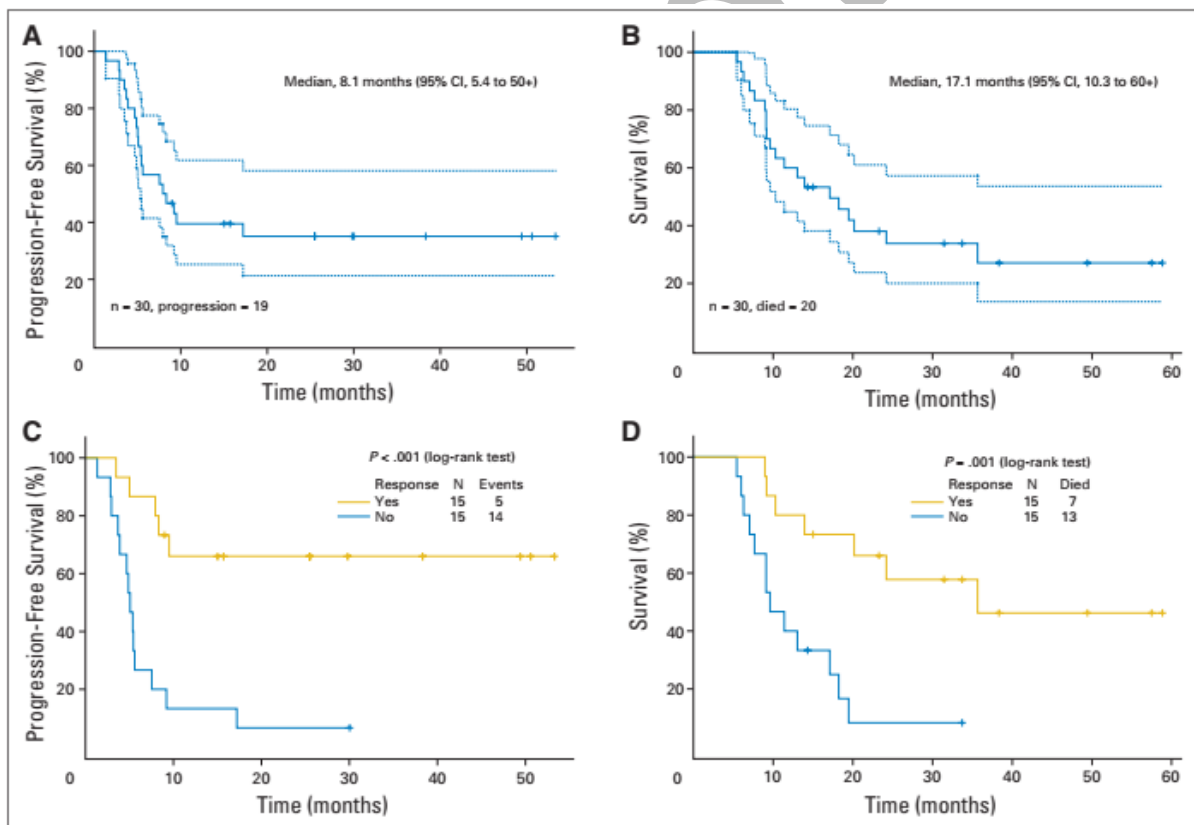 A
Progression-Free Survival (%)
100
80
60
40
20
0
10
20
30
40
50
Time (months)
Median, 8.1 months (95% CI, 5.4 to 50+)
n = 30, progression = 19
B
Survival (%)
100
80
60
40
20
0
10
20
30
40
50
60
Time (months)
Median, 17.1 months (95% CI, 10.3 to 60+)
n = 30, died = 20
C
Progression-Free Survival (%)
100
80
60
40
20
0
10
20
30
40
50
Time (months)
P < .001 (log-rank test)
Response N Events
Yes 15 5
No 15 14
D
Survival (%)
100
80
60
40
20
0
10
20
30
40
50
60
Time (months)
P = .001 (log-rank test)
Response N Died
Yes 15 7
No 15 13